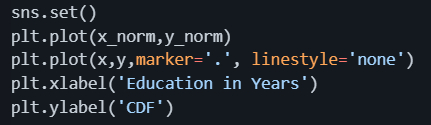 sns.set()
plt.plot(x_norm,y_norm)
plt.plot(x,y,marker='.', linestyle='none')
plt.xlabel('Education in Years')
plt.ylabel('CDF')